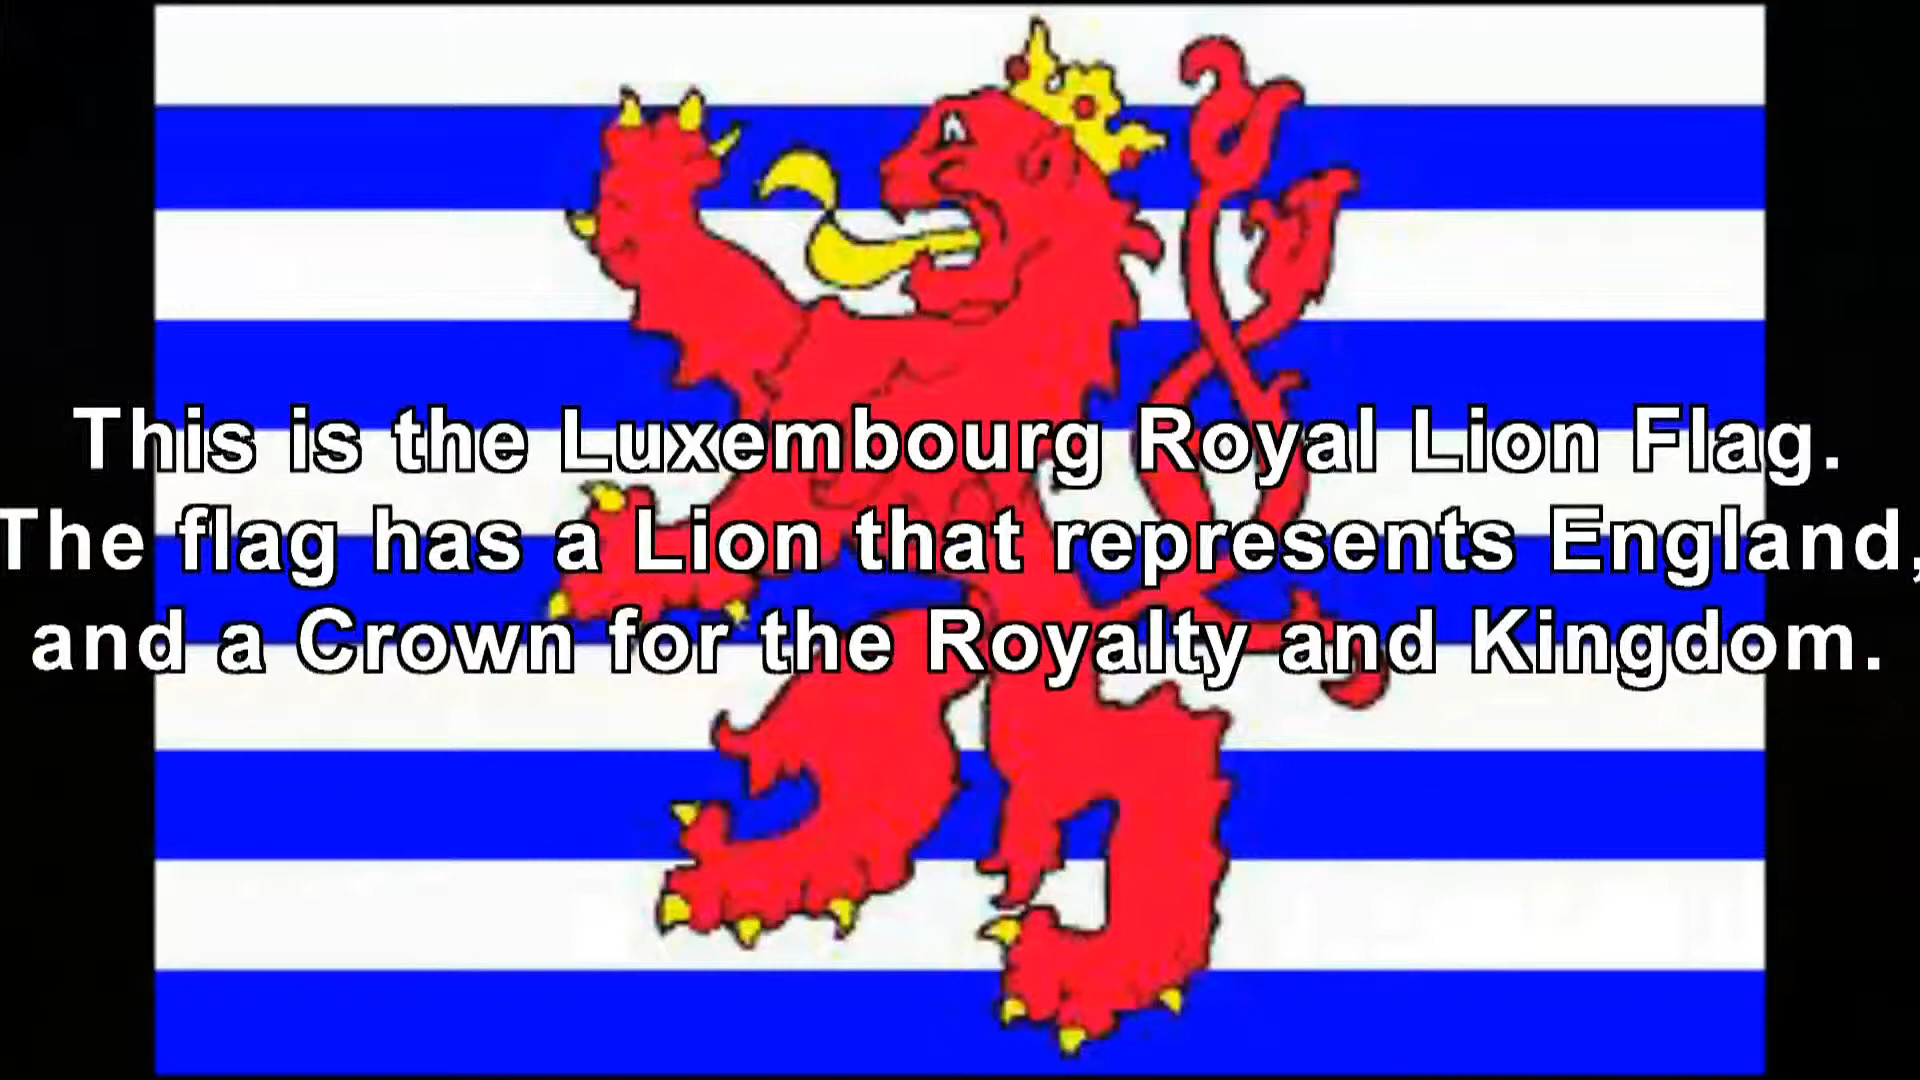 This is the Luxembourg Royal Lion Flag.
The flag has a Lion that represents England,
and a Crown for the Royalty and Kingdom.